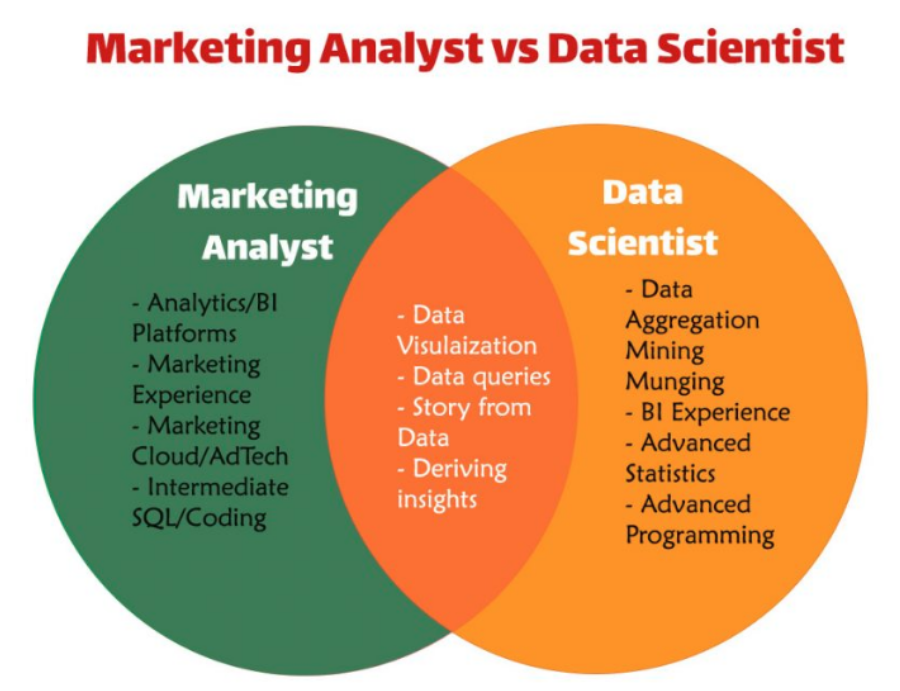 Marketing Analyst vs Data Scientist
Marketing
Analyst
- Analytics/BI
Platforms
- Marketing
Experience
- Marketing
Cloud/AdTech
- Intermediate
SQL/Coding
- Data
Visulaization
- Data queries
- Story from
Data
- Deriving
insights
Data
Scientist
- Data
Aggregation
Mining
Munging
- BI Experience
- Advanced
Statistics
- Advanced
Programming